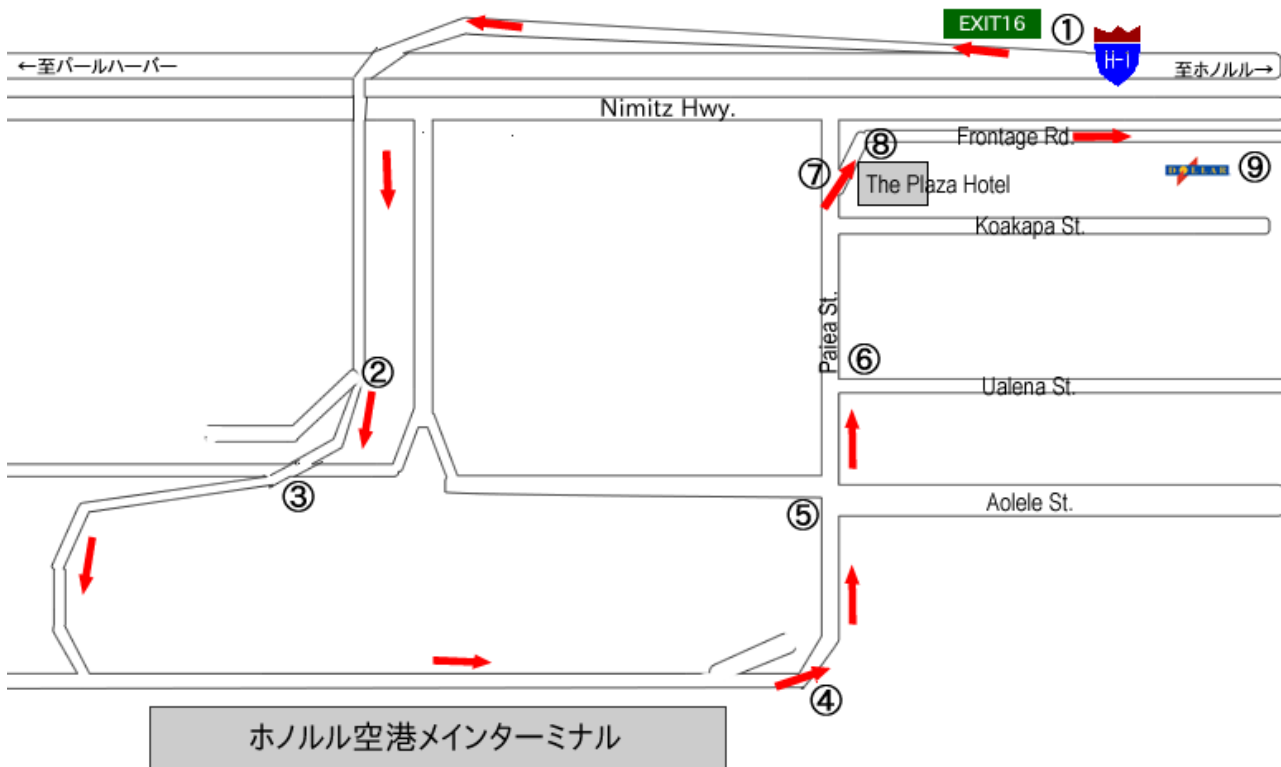 EXIT16
①
H-1
←至パールハーバー
至ホノルル→
Nimitz Hwy.
Frontage Rd.
⑧
⑦
DOLLAR
⑨
The Plaza Hotel
Koakapa St.
Paiea St.
⑥
②
Ualena St.
③
⑤
Aolele St.
④
ホノルル空港メインターミナル